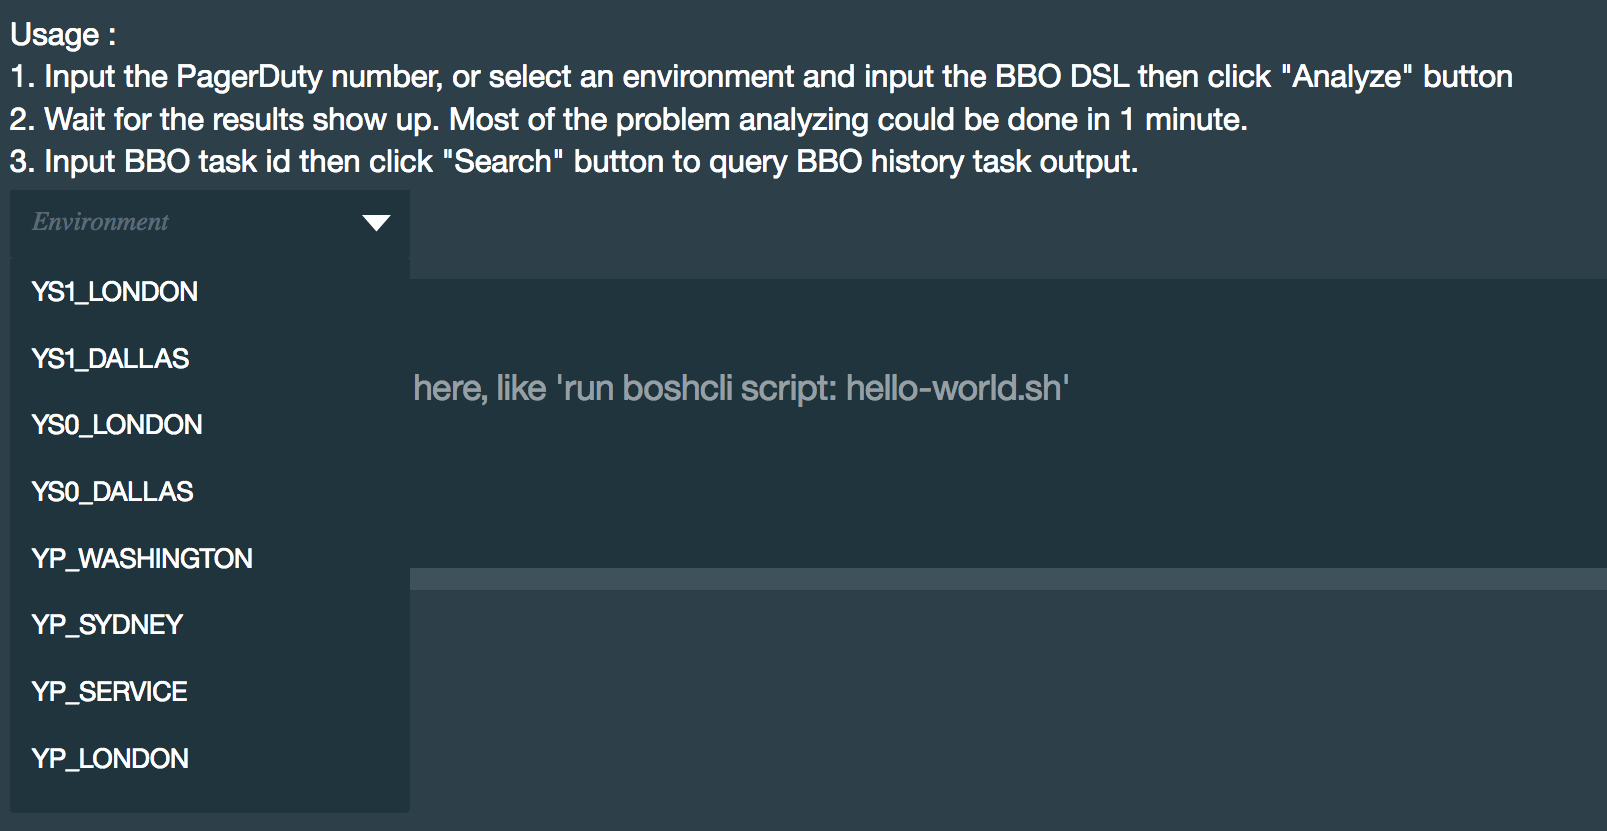 Usage :
1. Input the PagerDuty number, or select an environment and input the BBO DSL then click "Analyze" button
2. Wait for the results show up. Most of the problem analyzing could be done in 1 minute.
3. Input BBO task id then click "Search" button to query BBO history task output.
Environment
YS1_LONDON
YS1_DALLAS
here, like 'run boshcli script: hello-world.sh'
YS0_LONDON
YS0_DALLAS
YP_WASHINGTON
YP_SYDNEY
YP_SERVICE
YP_LONDON